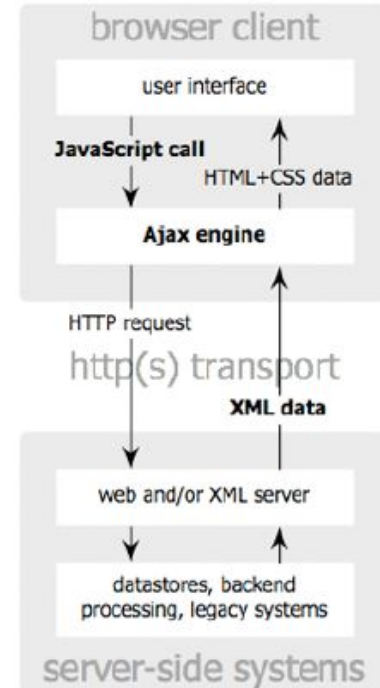 browser client
user interface
JavaScript call
HTML+CSS data
Ajax engine
HTTP request
http(s) transport
XML data
web and/or XML server
datastores, backend
processing, legacy systems
server-side systems